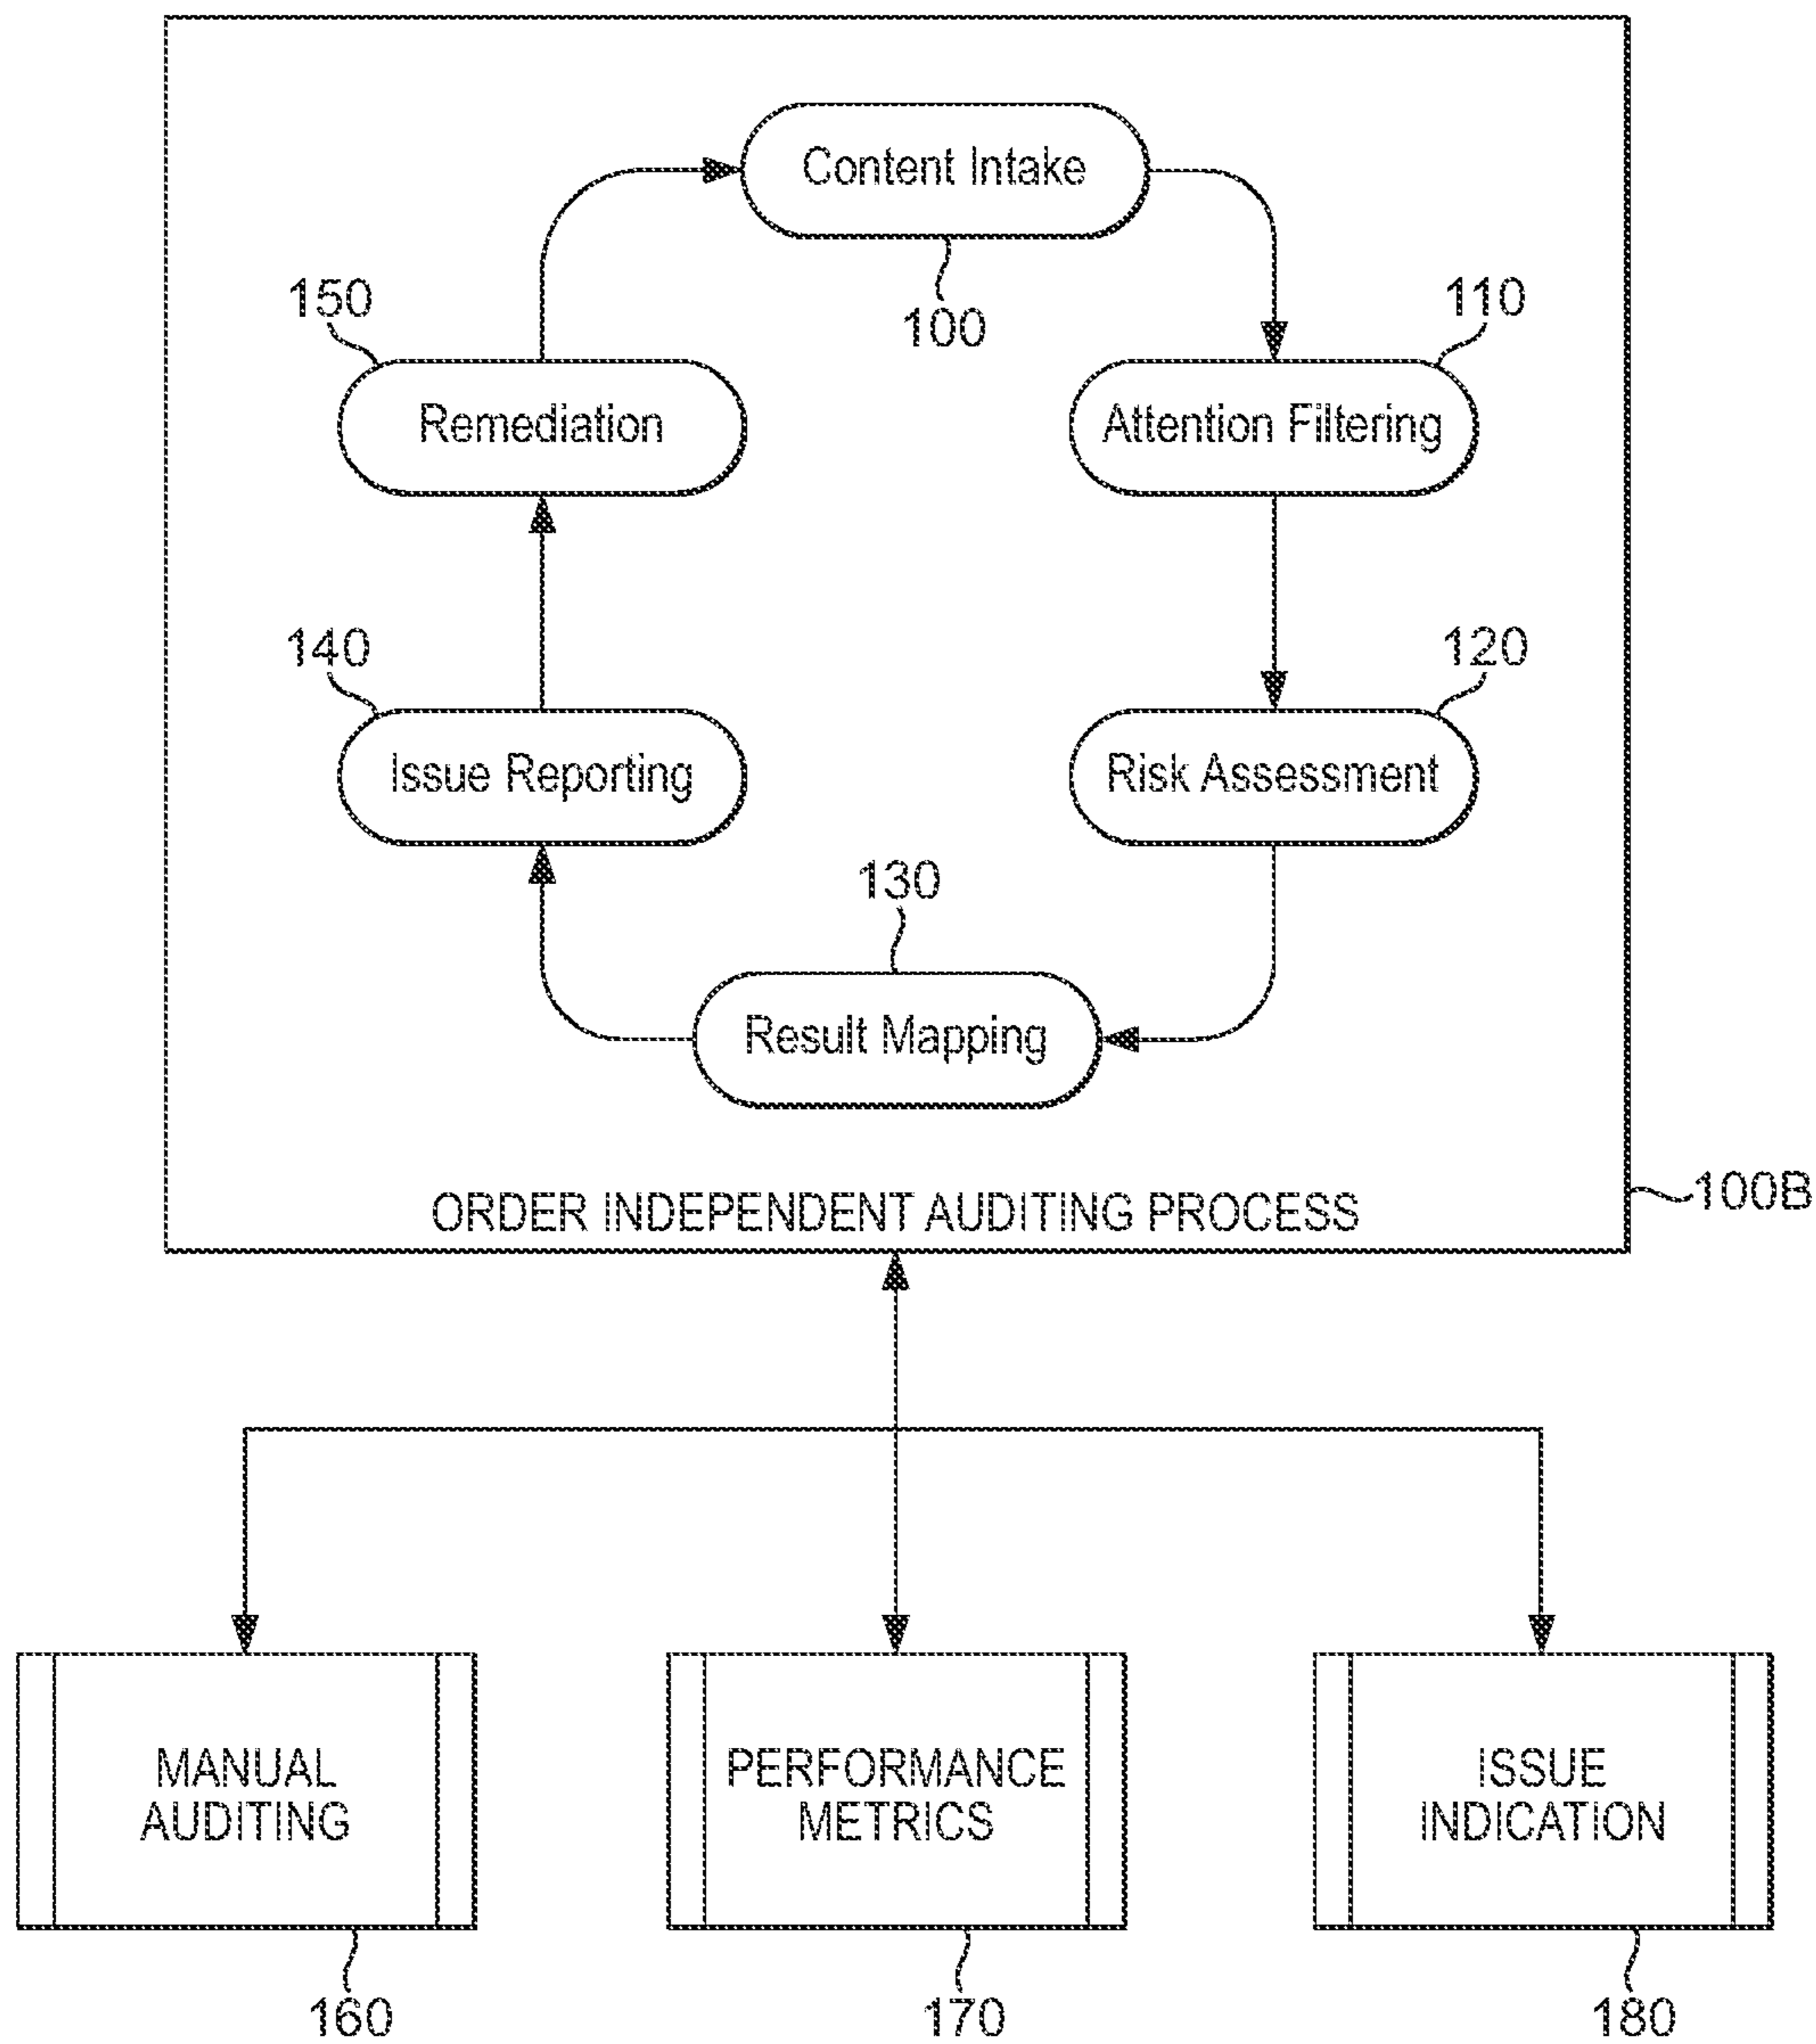 Content Intake
100
150
110
Remediation
Attention Filtering
140
120
Issue Reporting
Risk Assessment
130
Result Mapping
100B
ORDER INDEPENDENT AUDITING PROCESS
MANUAL
AUDITING
PERFORMANCE
METRICS
ISSUE
INDICATION
160
170
180